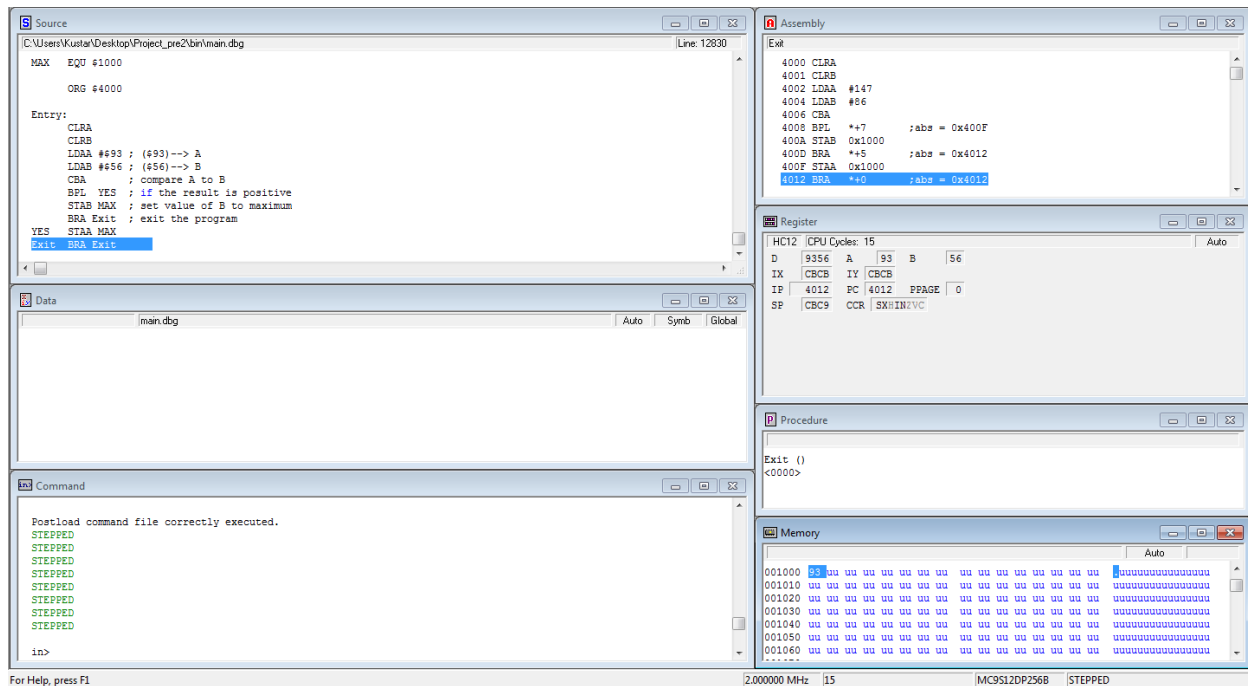 Source
C:\Users\Kustar\Desktop\Project_pre2\bin\main.dbg Line: 12830
MAX EQU $1000
ORG $4000
Entry:
CLRA
CLRB
LDAA #$93 ; ($93)--> A
LDAB #$56 ; ($56)--> B
CBA ; compare A to B
BPL YES ; if the result is positive
STAB MAX ; set value of B to maximum
BRA Exit ; exit the program
YES STAA MAX
Exit BRA Exit
Data
main.dbg Auto Symb Global
Command
Postload command file correctly executed.
STEPPED
STEPPED
STEPPED
STEPPED
STEPPED
STEPPED
STEPPED
STEPPED
in>
Assembly
Exit
4000 CLRA
4001 CLRB
4002 LDAA #147
4004 LDAB #86
4006 CBA
4008 BPL *+7 ;abs = 0x400F
400A STAB 0x1000
400D BRA *+5 ;abs = 0x4012
400F STAA 0x1000
4012 BRA *+0 ;abs = 0x4012
Register
HC12 CPU Cycles: 15 Auto
D 9356 A 93 B 56
IX CBCB IY CBCB
IP 4012 PC 4012 PPAGE 0
SP CBC9 CCR SXHINZVC
Procedure
Exit ()
<0000>
Memory
Auto
001000 93 uu uu uu uu uu uu uu uu uu uu uu uu uu uu uu .uuuuuuuuuuuuuuu
001010 uu uu uu uu uu uu uu uu uu uu uu uu uu uu uu uu uuuuuuuuuuuuuuuu
001020 uu uu uu uu uu uu uu uu uu uu uu uu uu uu uu uu uuuuuuuuuuuuuuuu
001030 uu uu uu uu uu uu uu uu uu uu uu uu uu uu uu uu uuuuuuuuuuuuuuuu
001040 uu uu uu uu uu uu uu uu uu uu uu uu uu uu uu uu uuuuuuuuuuuuuuuu
001050 uu uu uu uu uu uu uu uu uu uu uu uu uu uu uu uu uuuuuuuuuuuuuuuu
001060 uu uu uu uu uu uu uu uu uu uu uu uu uu uu uu uu uuuuuuuuuuuuuuuu
For Help, press F1 2.000000 MHz 15 MC9S12DP256B STEPPED